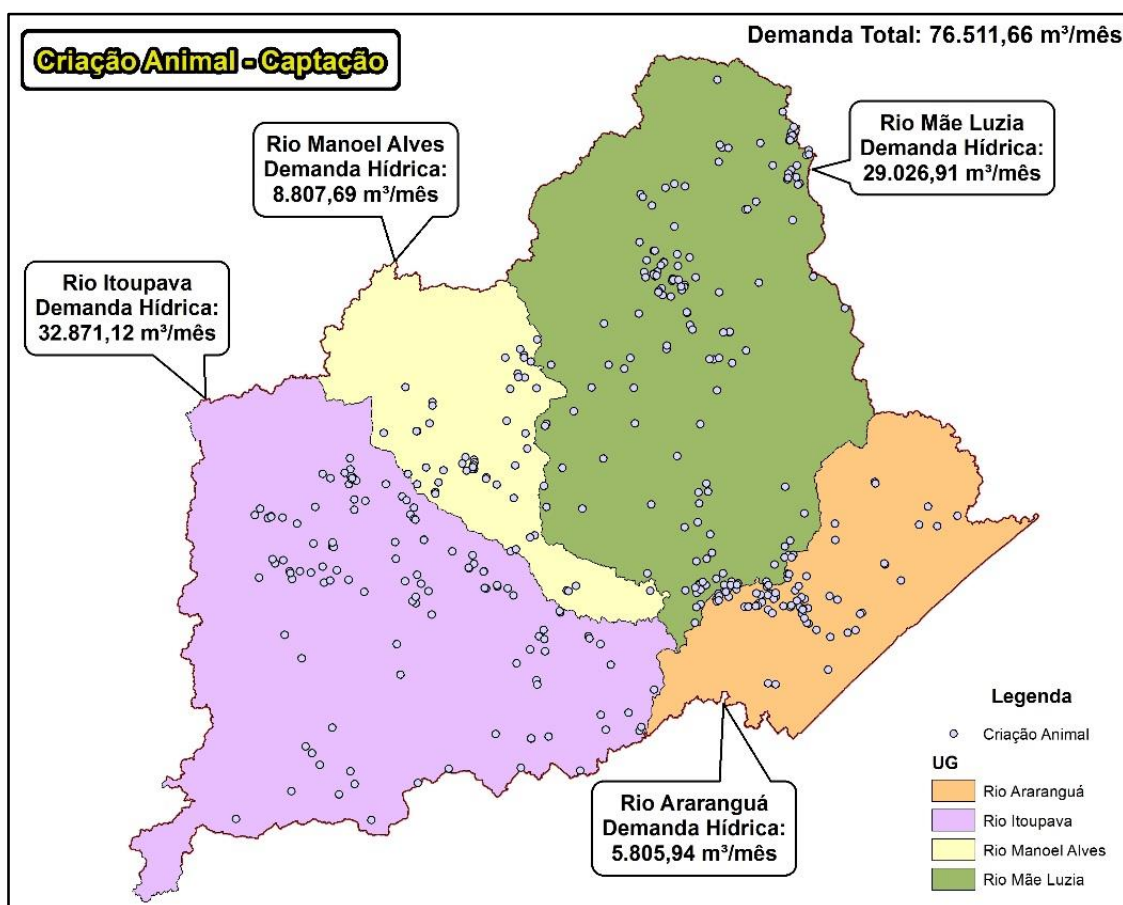 Criação Animal - Captação
Demanda Total: 76.511,66 m³/mês
Rio Manoel Alves
Demanda Hídrica:
8.807,69 m³/mês
Rio Mãe Luzia
Demanda Hídrica:
29.026,91 m³/mês
Rio Itoupava
Demanda Hídrica:
32.871,12 m³/mês
Rio Araranguá
Demanda Hídrica:
5.805,94 m³/mês
Legenda
Criação Animal
UG
Rio Araranguá
Rio Itoupava
Rio Manoel Alves
Rio Mãe Luzia